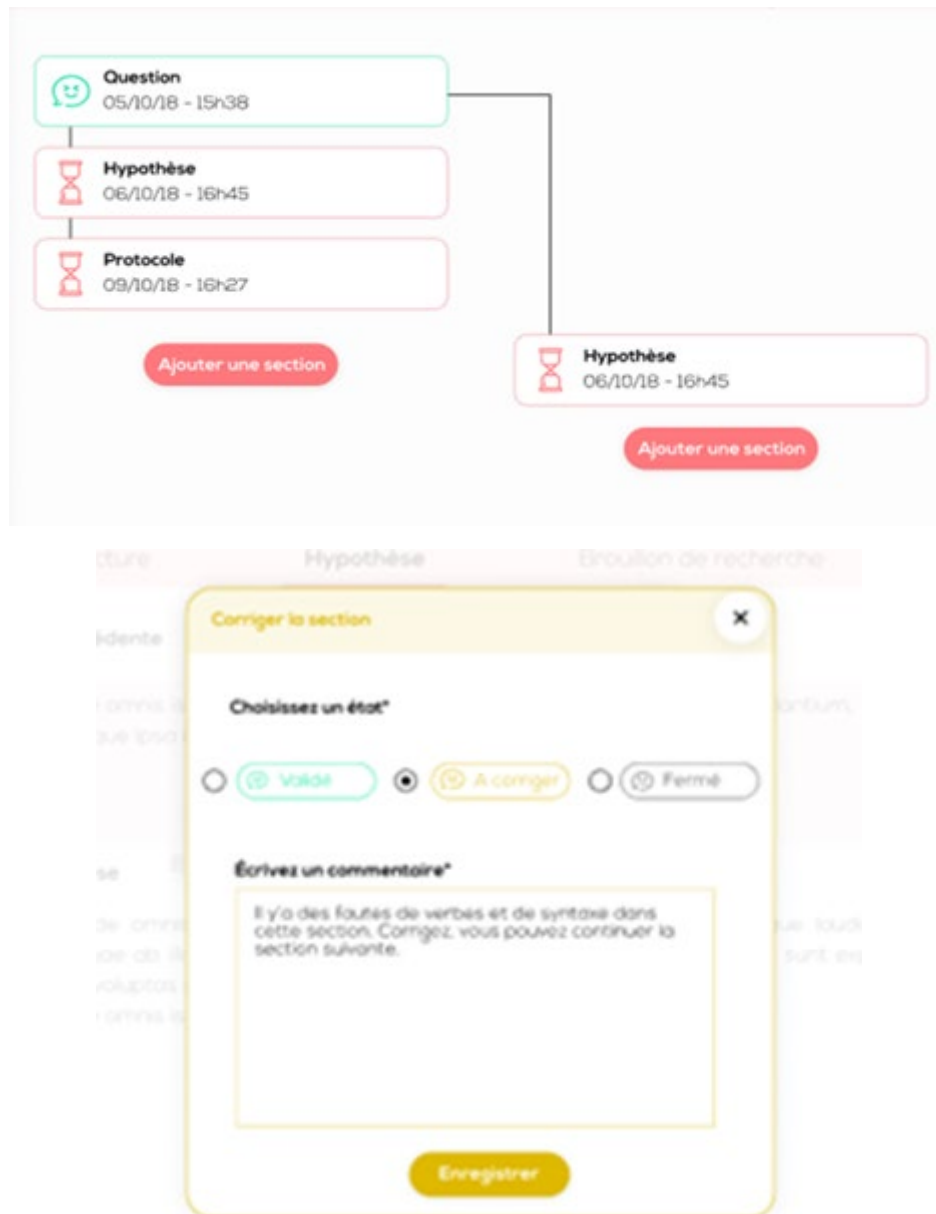 Question
05/10/18 - 15h38
Hypothèse
06/10/18 - 16h45
Protocole
09/10/18 - 16h27
Ajouter une section
Hypothèse
06/10/18 - 16h45
Ajouter une section
cture
Hypothèse
Brouillon de recherche
Corriger la section
édente
Choisissez un état*
Validé
A corriger
Fermé
Écrivez un commentaire*
Il y'a des fautes de verbes et de syntaxe dans
cette section. Corrigez, vous pouvez continuer la
section suivante.
Enregistrer